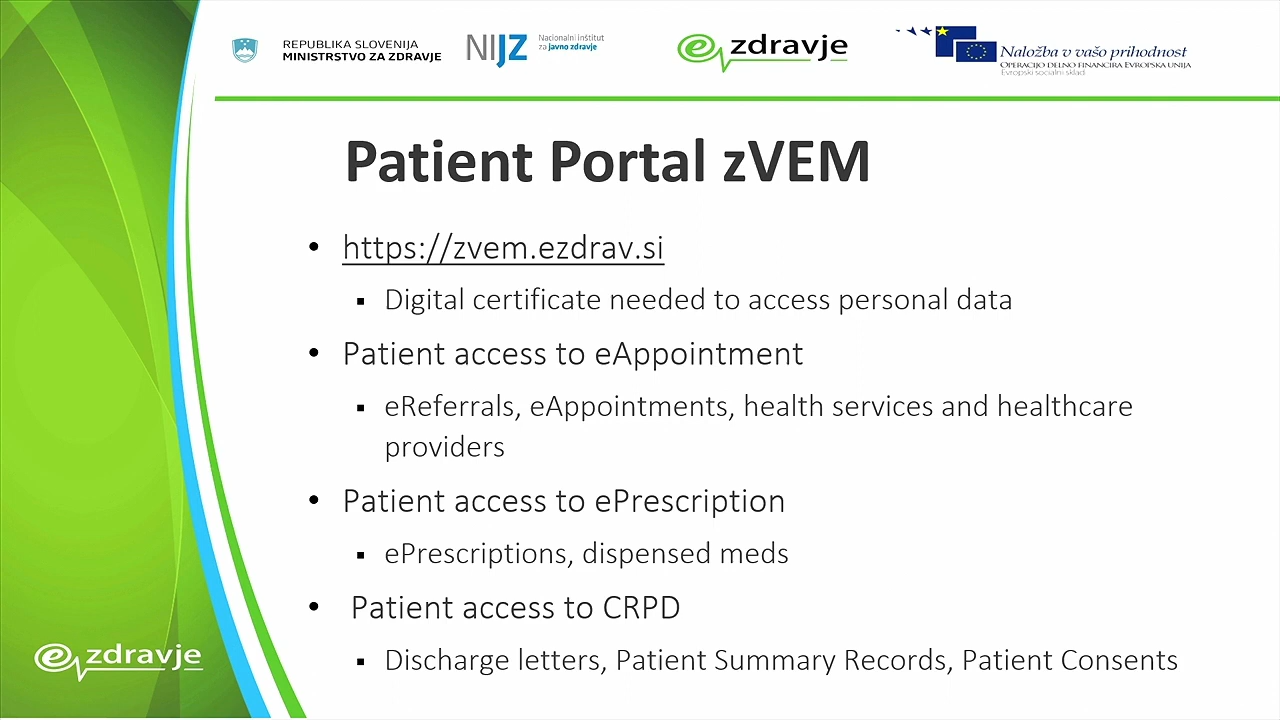 REPUBLIKA SLOVENIJA
MINISTRSTVO ZA ZDRAVJE
NIJZ
Nacionalni inštitut
za javno zdravje
e zdravje
Naložba v vašo prihodnost
OPERACIJO DELNO FINANCIRA EVROPSKA UNIJA
Evropski socialni sklad
Patient Portal zVEM
• https://zvem.ezdrav.si
▪ Digital certificate needed to access personal data
• Patient access to eAppointment
▪ eReferrals, eAppointments, health services and healthcare
providers
• Patient access to ePrescription
▪ ePrescriptions, dispensed meds
• Patient access to CRPD
▪ Discharge letters, Patient Summary Records, Patient Consents
e zdravje